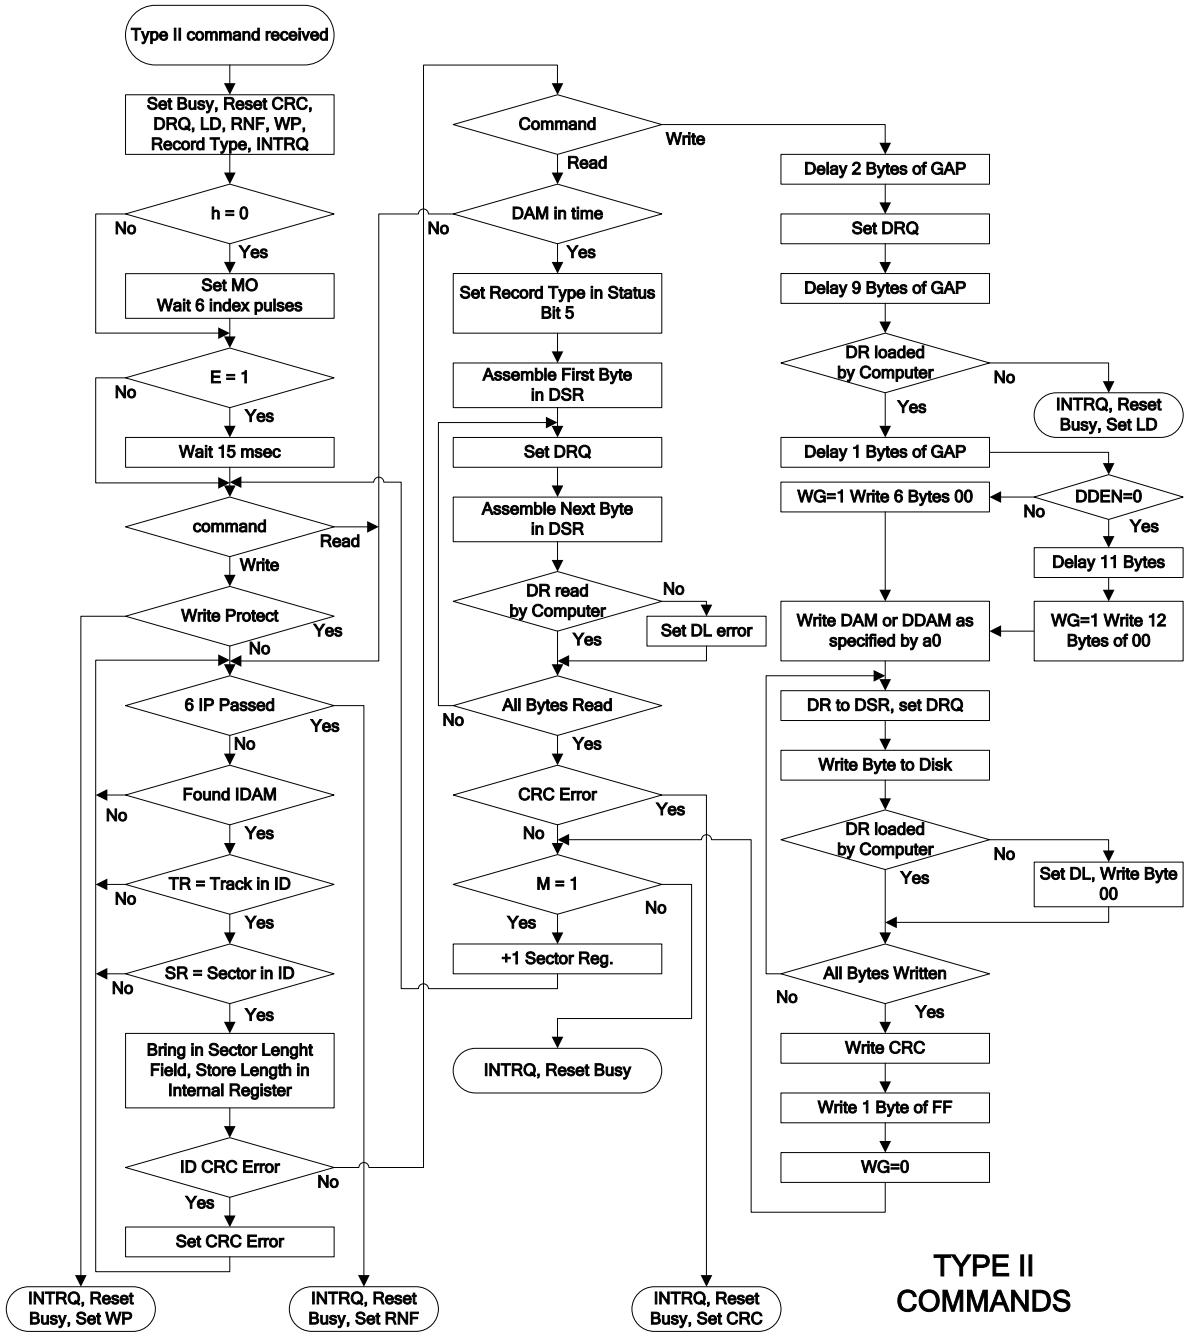 Type II command received
Set Busy, Reset CRC,
DRQ, LD, RNF, WP,
Record Type, INTRQ
h = 0
No
Yes
Set MO
Wait 6 index pulses
E = 1
No
Yes
Wait 15 msec
command
Read
Write
Write Protect
Yes
No
6 IP Passed
Yes
No
Found IDAM
No
Yes
TR = Track in ID
No
Yes
SR = Sector in ID
No
Yes
Bring in Sector Lenght
Field, Store Length in
Internal Register
ID CRC Error
No
Yes
Set CRC Error
INTRQ, Reset
Busy, Set WP
INTRQ, Reset
Busy, Set RNF
Command
Write
Read
DAM in time
No
Yes
Set Record Type in Status
Bit 5
Assemble First Byte
in DSR
Set DRQ
Assemble Next Byte
in DSR
DR read
by Computer
No
Yes
Set DL error
All Bytes Read
No
Yes
CRC Error
Yes
No
M = 1
Yes
No
+1 Sector Reg.
INTRQ, Reset Busy
INTRQ, Reset
Busy, Set CRC
Delay 2 Bytes of GAP
Set DRQ
Delay 9 Bytes of GAP
DR loaded
by Computer
No
Yes
INTRQ, Reset
Busy, Set LD
Delay 1 Bytes of GAP
DDEN=0
No
Yes
WG=1 Write 6 Bytes 00
Delay 11 Bytes
WG=1 Write 12
Bytes of 00
Write DAM or DDAM as
specified by a0
DR to DSR, set DRQ
Write Byte to Disk
DR loaded
by Computer
No
Yes
Set DL, Write Byte
00
All Bytes Written
No
Yes
Write CRC
Write 1 Byte of FF
WG=0
TYPE II
COMMANDS